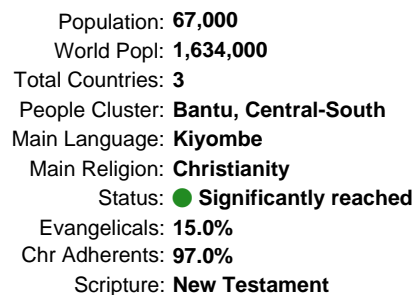 Population: 67,000
World Popl: 1,634,000
Total Countries: 3
People Cluster: Bantu, Central-South
Main Language: Kiyombe
Main Religion: Christianity
Status: Significantly reached
Evangelicals: 15.0%
Chr Adherents: 97.0%
Scripture: New Testament